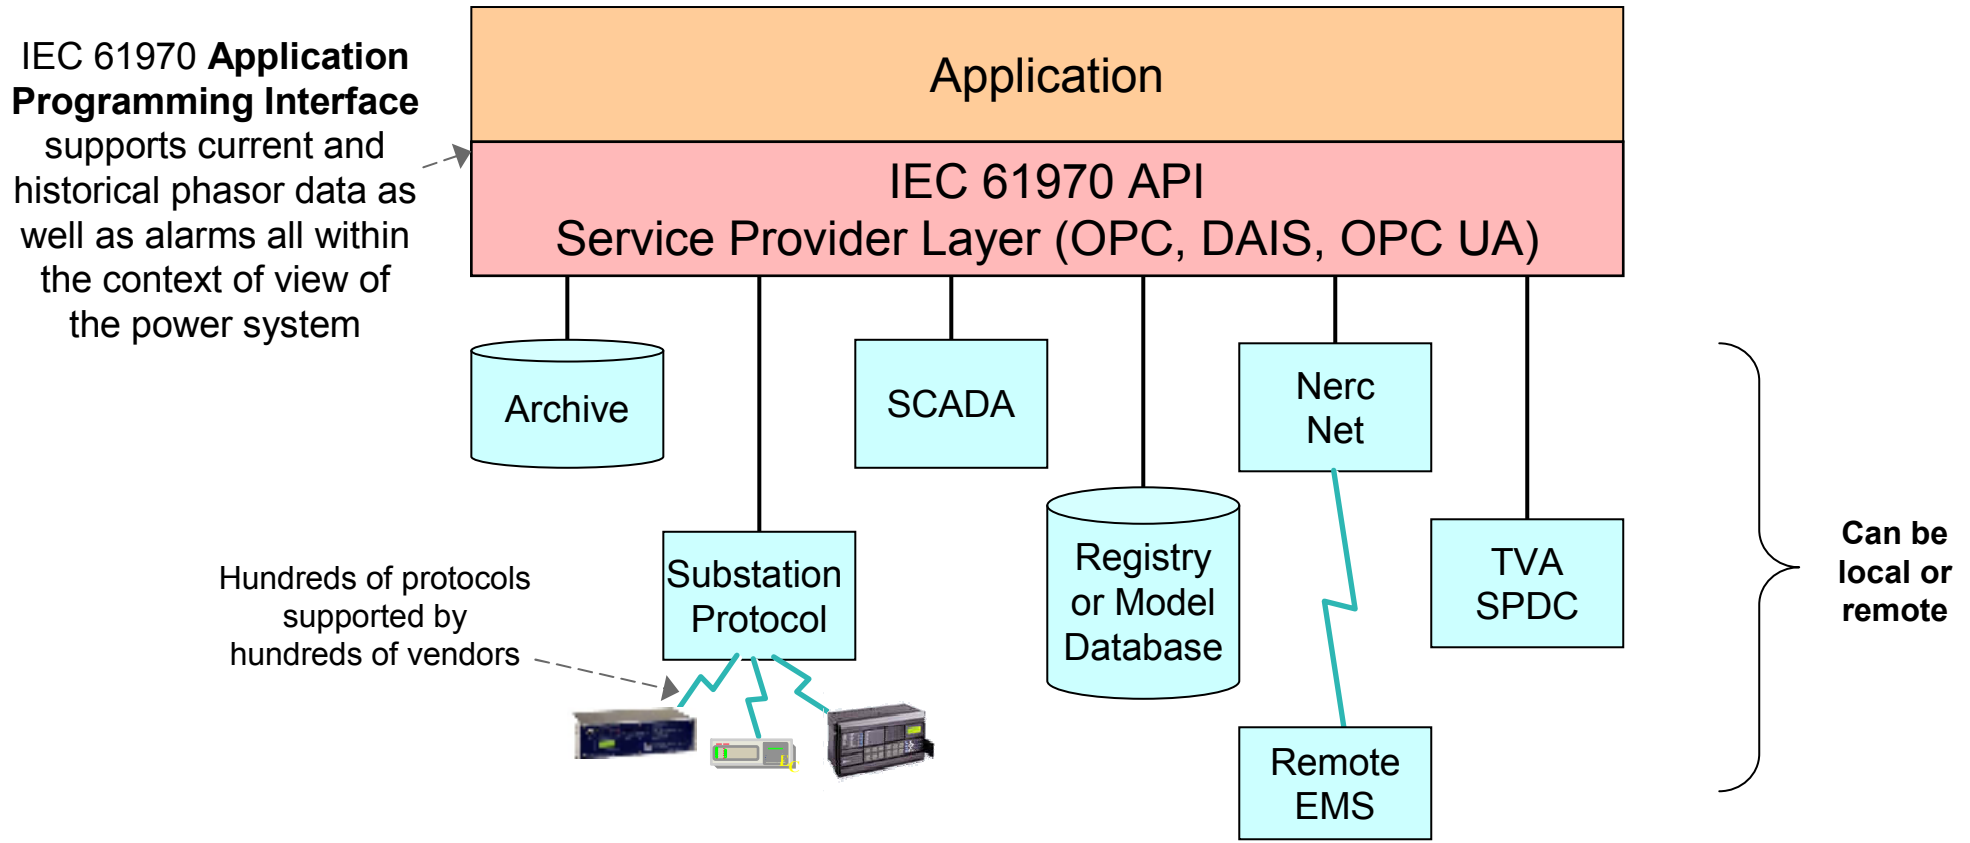 IEC 61970 Application
Programming Interface
supports current and
historical phasor data as
well as alarms all within
the context of view of
the power system
Application
IEC 61970 API
Service Provider Layer (OPC, DAIS, OPC UA)
Archive
SCADA
Nerc
Net
Substation
Protocol
Registry
or Model
Database
TVA
SPDC
Hundreds of protocols
supported by
hundreds of vendors
Remote
EMS
Can be
local or
remote